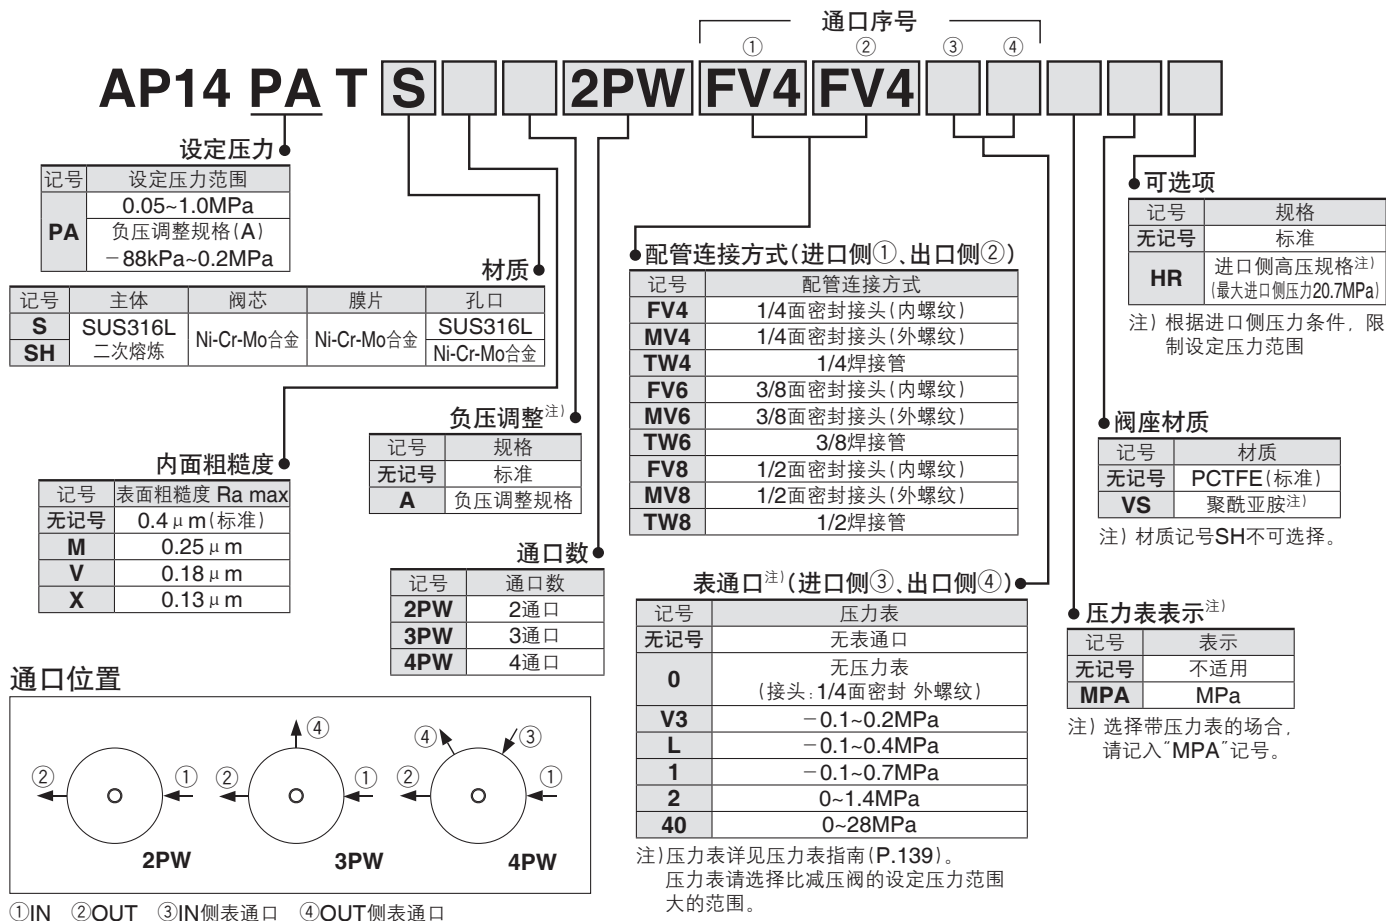 通口序号
① ② ③ ④
AP14 PA T S 2PW FV4 FV4
设定压力
记号 设定压力范围
PA 0.05~1.0MPa
负压调整规格(A)
－88kPa~0.2MPa
材质
记号 主体 阀芯 膜片 孔口
S SUS316L 二次熔炼 Ni-Cr-Mo合金 Ni-Cr-Mo合金 SUS316L
SH Ni-Cr-Mo合金
内面粗糙度
记号 表面粗糙度 Ra max
无记号 0.4μm(标准)
M 0.25μm
V 0.18μm
X 0.13μm
负压调整注)
记号 规格
无记号 标准
A 负压调整规格
通口数
记号 通口数
2PW 2通口
3PW 3通口
4PW 4通口
配管连接方式(进口侧①、出口侧②)
记号 配管连接方式
FV4 1/4面密封接头(内螺纹)
MV4 1/4面密封接头(外螺纹)
TW4 1/4焊接管
FV6 3/8面密封接头(内螺纹)
MV6 3/8面密封接头(外螺纹)
TW6 3/8焊接管
FV8 1/2面密封接头(内螺纹)
MV8 1/2面密封接头(外螺纹)
TW8 1/2焊接管
表通口注)(进口侧③、出口侧④)
记号 压力表
无记号 无表通口
0 无压力表
(接头:1/4面密封 外螺纹)
V3 －0.1~0.2MPa
L －0.1~0.4MPa
1 －0.1~0.7MPa
2 0~1.4MPa
40 0~28MPa
注)压力表详见压力表指南(P.139)。
压力表请选择比减压阀的设定压力范围
大的范围。
可选项
记号 规格
无记号 标准
HR 进口侧高压规格注)
(最大进口侧压力20.7MPa)
注) 根据进口侧压力条件，限
制设定压力范围
阀座材质
记号 材质
无记号 PCTFE(标准)
VS 聚酰亚胺注)
注) 材质记号SH不可选择。
压力表表示注)
记号 表示
无记号 不适用
MPA MPa
注) 选择带压力表的场合，
请记入"MPA"记号。
通口位置
② ① 2PW
② ④ ① 3PW
② ④ ③ ① 4PW
①IN ②OUT ③IN侧表通口 ④OUT侧表通口